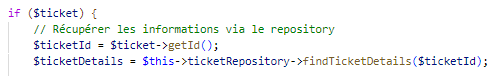 if ($ticket) {
// Récupérer les informations via le repository
$ticketId = $ticket->getId();
$ticketDetails = $this->ticketRepository->findTicketDetails($ticketId);